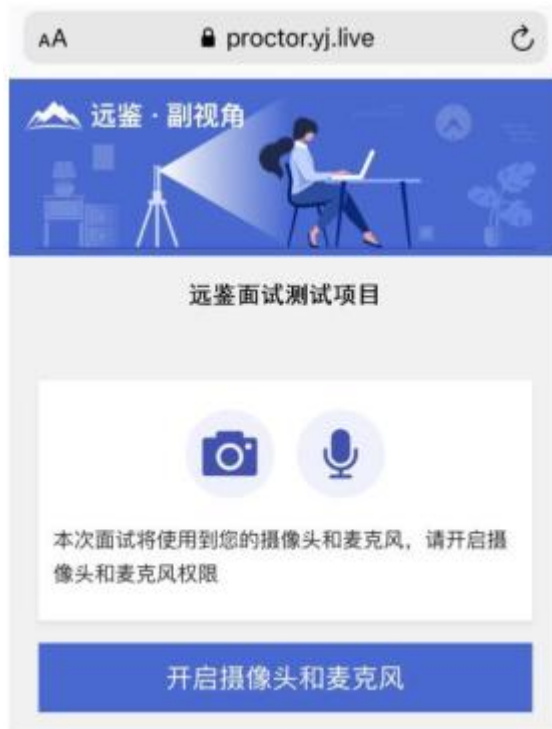 AA proctor.yj.live
远鉴·副视角
远鉴面试测试项目
本次面试将使用到您的摄像头和麦克风，请开启摄
像头和麦克风权限
开启摄像头和麦克风